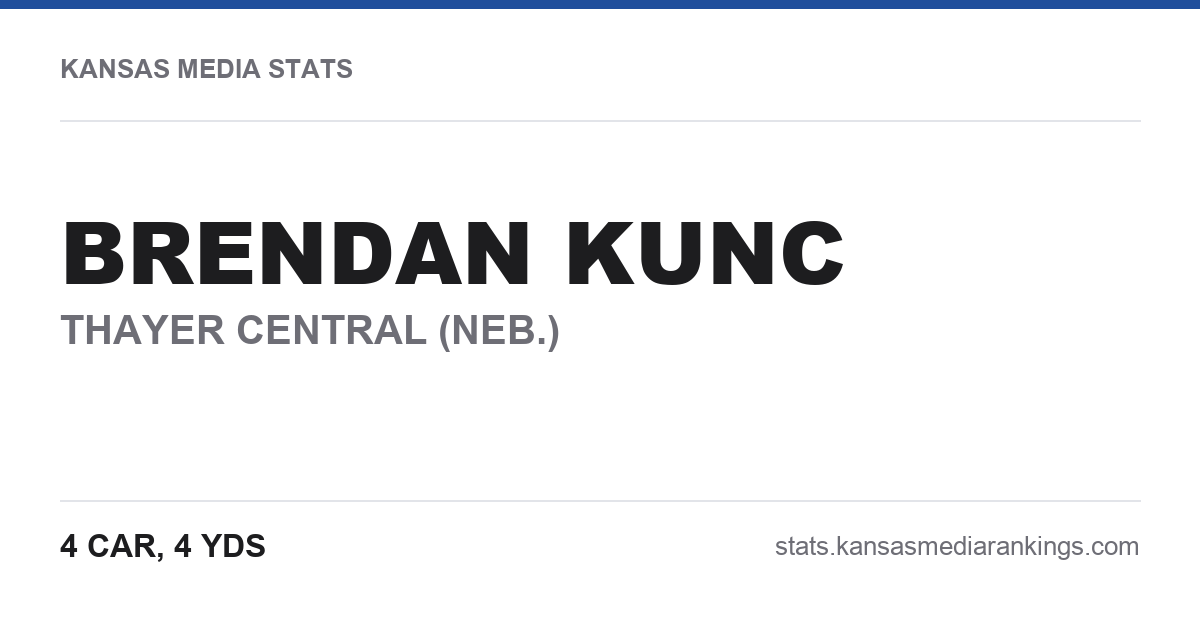 KANSAS MEDIA STATS
BRENDAN KUNC
THAYER CENTRAL (NEB.)
4 CAR, 4 YDS
stats.kansasmediarankings.com